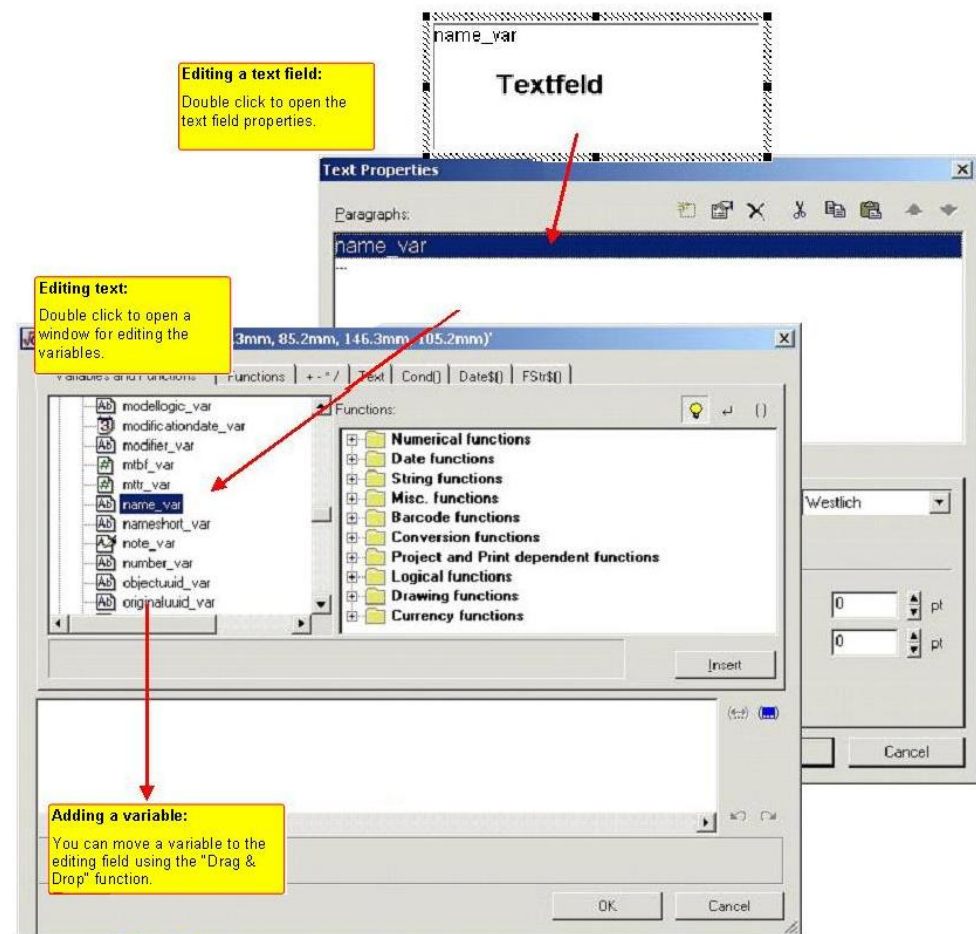 name_var
Textfeld
Editing a text field:
Double click to open the
text field properties.
Text Properties
Paragraphs:
name_var
Editing text:
Double click to open a
window for editing the
variables.
.3mm, 85.2mm, 146.3mm, 105.2mm)'
Variables and Functions Functions + - * / Text Cond() Date$() FStr$()
modellogic_var
modificationdate_var
modifier_var
mtbf_var
mttr_var
name_var
nameshort_var
note_var
number_var
objectuuid_var
originaluuid_var
Functions:
Numerical functions
Date functions
String functions
Misc. functions
Barcode functions
Conversion functions
Project and Print dependent functions
Logical functions
Drawing functions
Currency functions
Insert
Westlich
0 pt
0 pt
Cancel
Adding a variable:
You can move a variable to the
editing field using the "Drag &
Drop" function.
OK Cancel